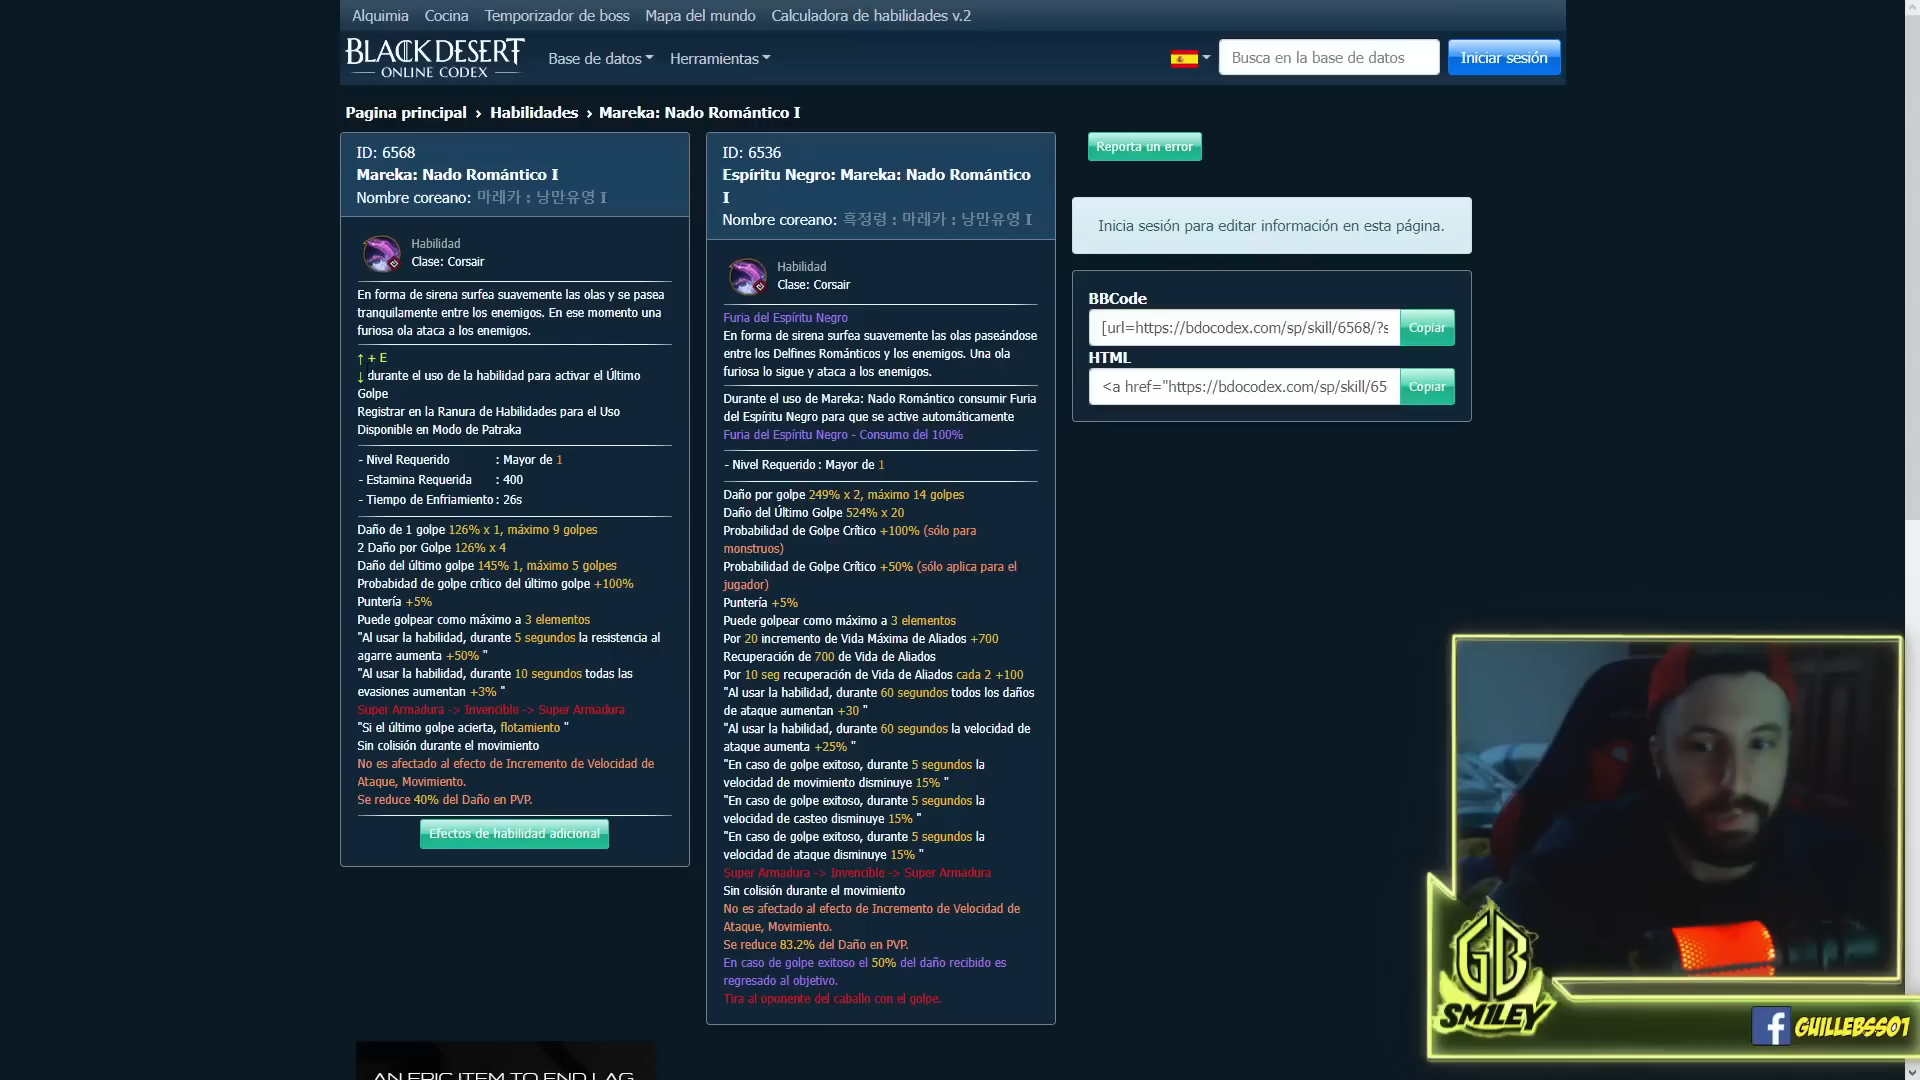 Alquimia Cocina Temporizador de boss Mapa del mundo Calculadora de habilidades v.2
BLACK DESERT
ONLINE CODEX
Base de datos Herramientas
Busca en la base de datos
Iniciar sesión
Pagina principal › Habilidades › Mareka: Nado Romántico I
ID: 6568
Mareka: Nado Romántico I
Nombre coreano: 마레카 : 낭만유영 I
Habilidad
Clase: Corsair
En forma de sirena surfea suavemente las olas y se pasea
tranquilamente entre los enemigos. En ese momento una
furiosa ola ataca a los enemigos.
↑ + E
↓ durante el uso de la habilidad para activar el Último
Golpe
Registrar en la Ranura de Habilidades para el Uso
Disponible en Modo de Patraka
- Nivel Requerido : Mayor de 1
- Estamina Requerida : 400
- Tiempo de Enfriamiento : 26s
Daño de 1 golpe 126% x 1, máximo 9 golpes
2 Daño por Golpe 126% x 4
Daño del último golpe 145% 1, máximo 5 golpes
Probabidad de golpe crítico del último golpe +100%
Puntería +5%
Puede golpear como máximo a 3 elementos
"Al usar la habilidad, durante 5 segundos la resistencia al
agarre aumenta +50% "
"Al usar la habilidad, durante 10 segundos todas las
evasiones aumentan +3% "
Super Armadura -> Invencible -> Super Armadura
"Si el último golpe acierta, flotamiento "
Sin colisión durante el movimiento
No es afectado al efecto de Incremento de Velocidad de
Ataque, Movimiento.
Se reduce 40% del Daño en PVP.
Efectos de habilidad adicional
ID: 6536
Espíritu Negro: Mareka: Nado Romántico
I
Nombre coreano: 흑정령 : 마레카 : 낭만유영 I
Habilidad
Clase: Corsair
Furia del Espíritu Negro
En forma de sirena surfea suavemente las olas paseándose
entre los Delfines Románticos y los enemigos. Una ola
furiosa lo sigue y ataca a los enemigos.
Durante el uso de Mareka: Nado Romántico consumir Furia
del Espíritu Negro para que se active automáticamente
Furia del Espíritu Negro - Consumo del 100%
- Nivel Requerido : Mayor de 1
Daño por golpe 249% x 2, máximo 14 golpes
Daño del Último Golpe 524% x 20
Probabilidad de Golpe Crítico +100% (sólo para
monstruos)
Probabilidad de Golpe Crítico +50% (sólo aplica para el
jugador)
Puntería +5%
Puede golpear como máximo a 3 elementos
Por 20 incremento de Vida Máxima de Aliados +700
Recuperación de 700 de Vida de Aliados
Por 10 seg recuperación de Vida de Aliados cada 2 +100
"Al usar la habilidad, durante 60 segundos todos los daños
de ataque aumentan +30 "
"Al usar la habilidad, durante 60 segundos la velocidad de
ataque aumenta +25% "
"En caso de golpe exitoso, durante 5 segundos la
velocidad de movimiento disminuye 15% "
"En caso de golpe exitoso, durante 5 segundos la
velocidad de casteo disminuye 15% "
"En caso de golpe exitoso, durante 5 segundos la
velocidad de ataque disminuye 15% "
Super Armadura -> Invencible -> Super Armadura
Sin colisión durante el movimiento
No es afectado al efecto de Incremento de Velocidad de
Ataque, Movimiento.
Se reduce 83.2% del Daño en PVP.
En caso de golpe exitoso el 50% del daño recibido es
regresado al objetivo.
Tira al oponente del caballo con el golpe.
Reporta un error
Inicia sesión para editar información en esta página.
BBCode
[url=https://bdocodex.com/sp/skill/6568/?s
Copiar
HTML
<a href="https://bdocodex.com/sp/skill/65
Copiar
AN EPIC ITEM TO END LAG
GB
SMILEY
GUILLEBSS01